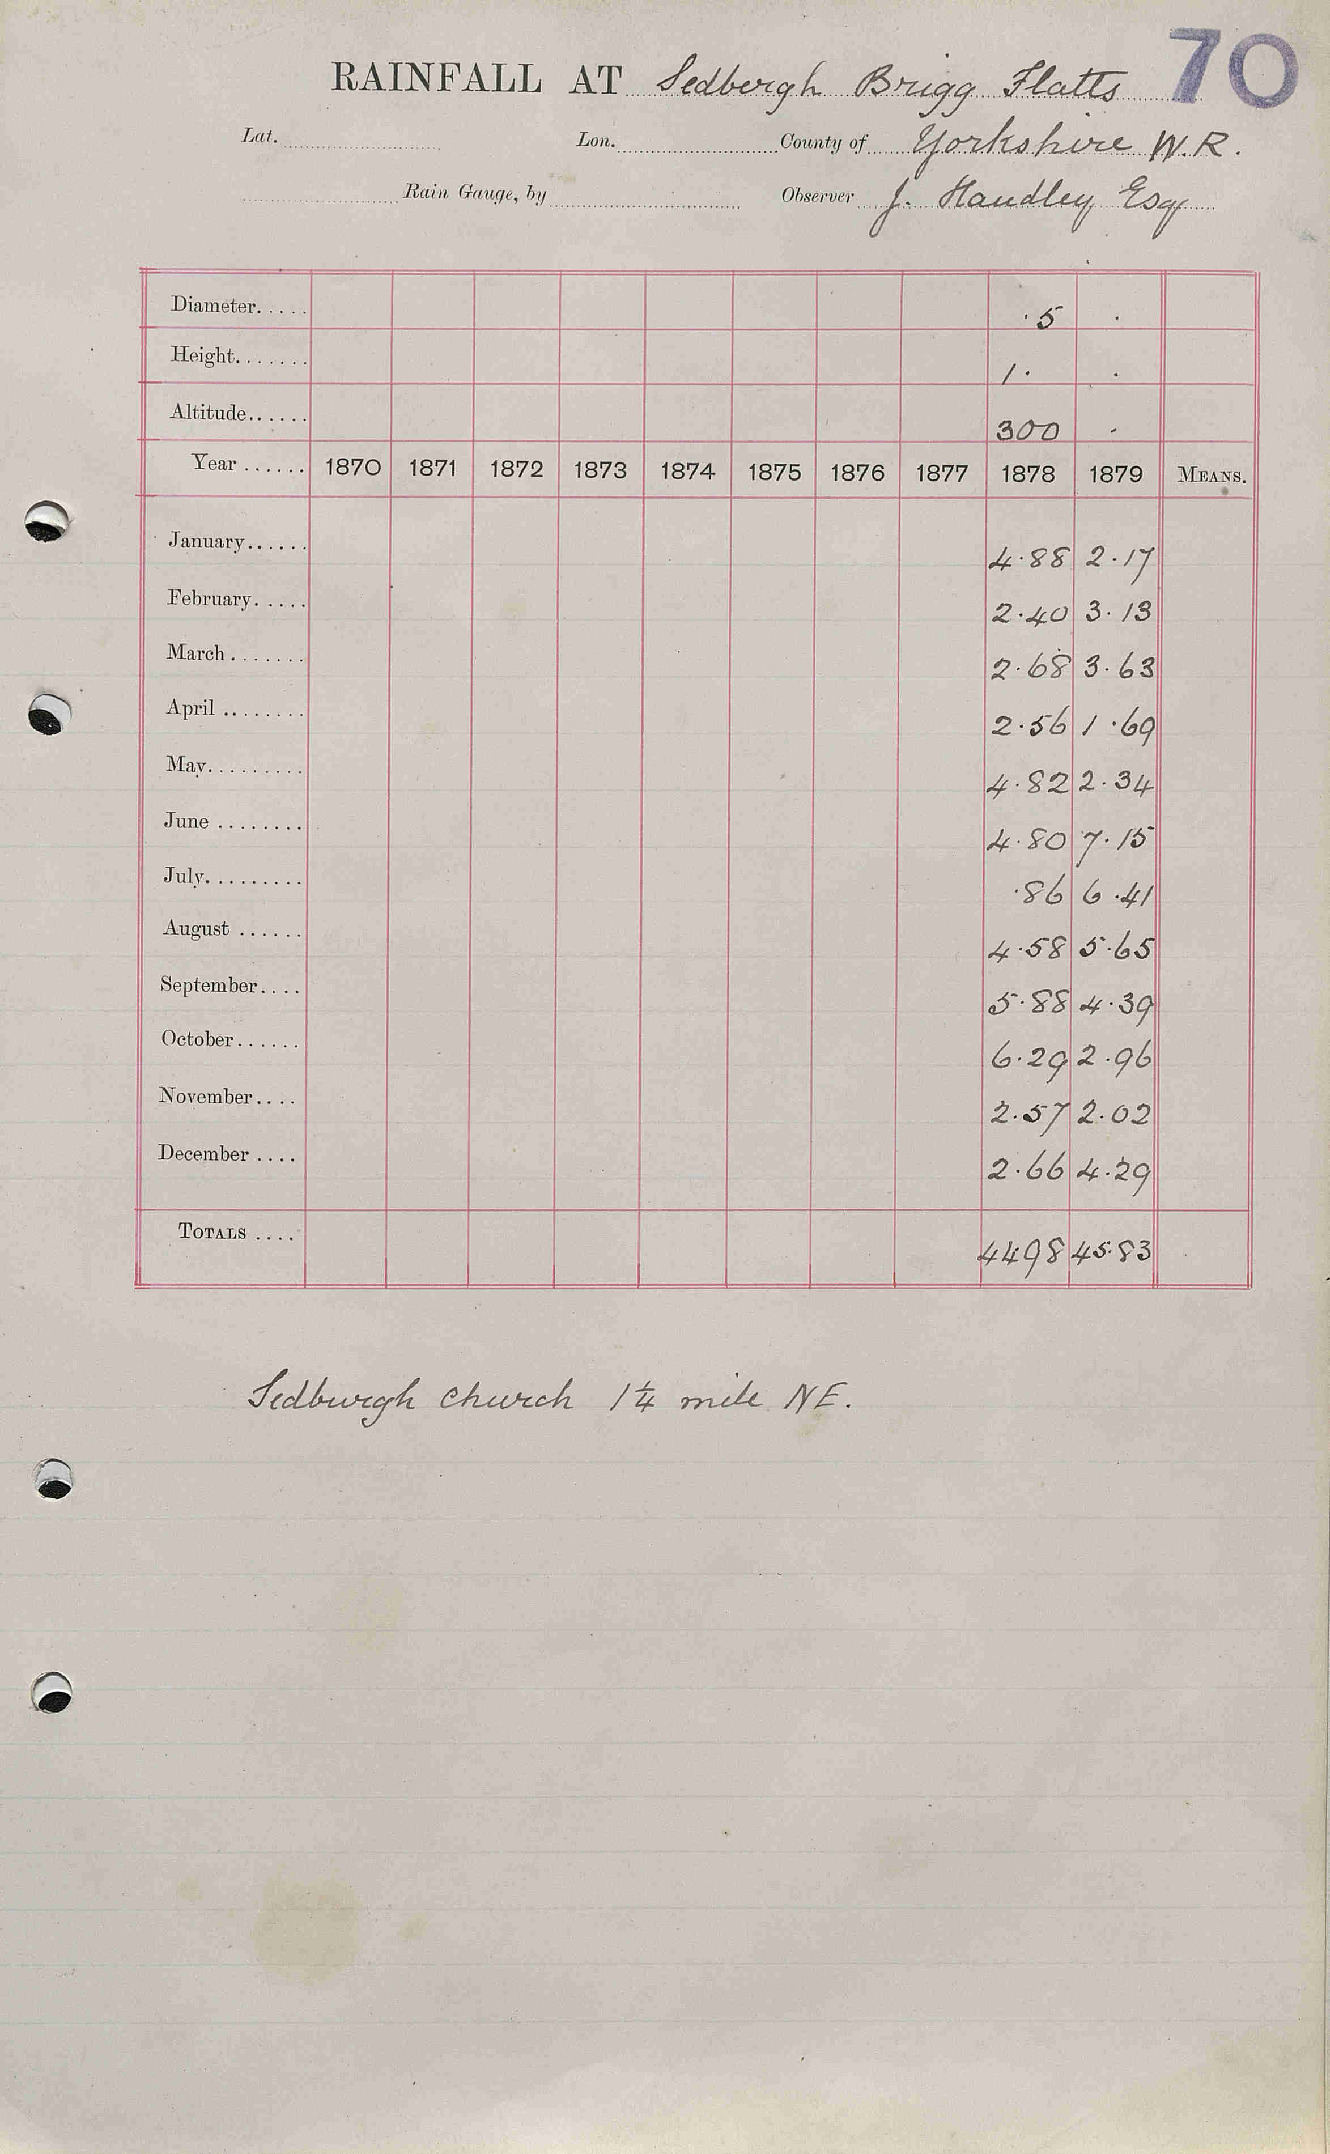 70
RAINFALL AT Sedbergh Brigg Flatts
Lat. Lon. County of Yorkshire W.R.
Rain Gauge, by Observer J. Handley Esq
Diameter..... ·5 ·
Height....... 1· ·
Altitude...... 300 ·
Year ...... 1870 1871 1872 1873 1874 1875 1876 1877 1878 1879 MEANS.
January...... 4·88 2·17
February..... 2·40 3·13
March ....... 2·68 3·63
April ........ 2·56 1·69
May......... 4·82 2·34
June ........ 4·80 7·15
July......... ·86 6·41
August ...... 4·58 5·65
September.... 5·88 4·39
October...... 6·29 2·96
November.... 2·57 2·02
December .... 2·66 4·29
TOTALS .... 4498 45·83
Sedburgh church 1¼ mile NE.